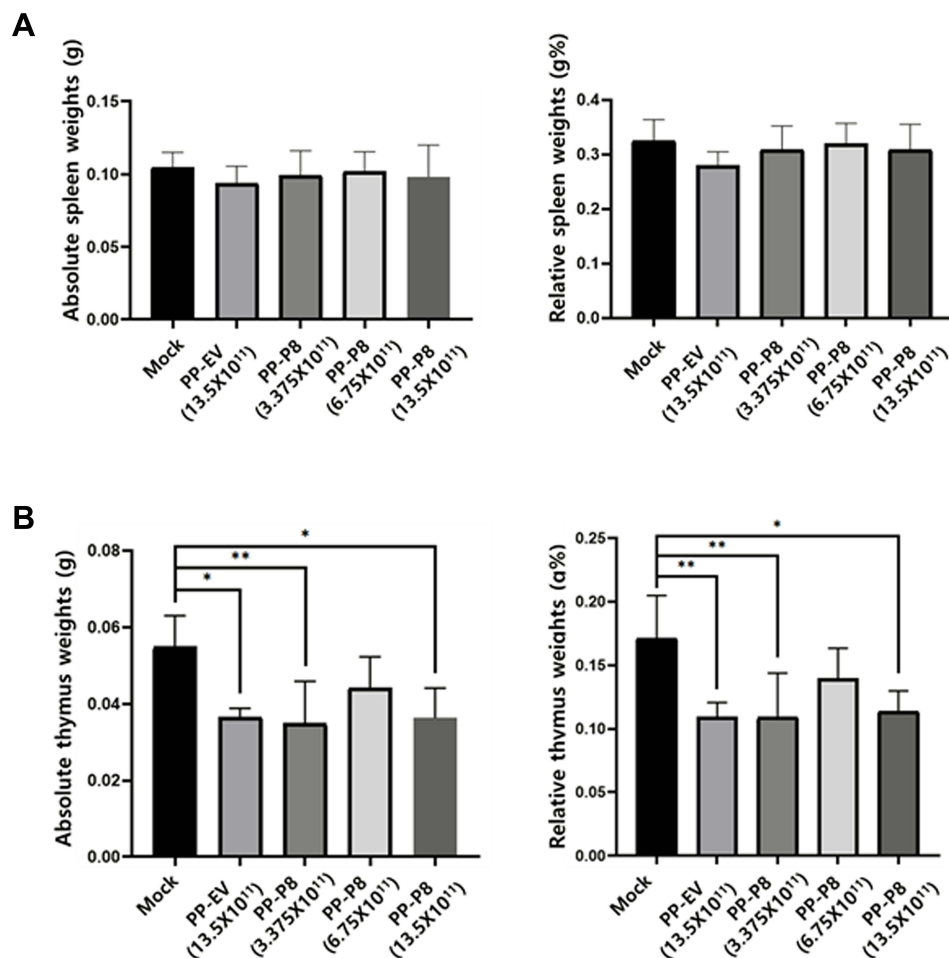 A
Absolute spleen weights (g)
0.15
0.10
0.05
0.00
Mock
PP-EV
(13.5X10¹¹)
PP-P8
(3.375X10¹¹)
PP-P8
(6.75X10¹¹)
PP-P8
(13.5X10¹¹)
Relative spleen weights (g%)
0.4
0.3
0.2
0.1
0.0
Mock
PP-EV
(13.5X10¹¹)
PP-P8
(3.375X10¹¹)
PP-P8
(6.75X10¹¹)
PP-P8
(13.5X10¹¹)
B
Absolute thymus weights (g)
0.08
0.06
0.04
0.02
0.00
*
**
*
Mock
PP-EV
(13.5X10¹¹)
PP-P8
(3.375X10¹¹)
PP-P8
(6.75X10¹¹)
PP-P8
(13.5X10¹¹)
Relative thymus weights (g%)
0.25
0.20
0.15
0.10
0.05
0.00
*
**
**
Mock
PP-EV
(13.5X10¹¹)
PP-P8
(3.375X10¹¹)
PP-P8
(6.75X10¹¹)
PP-P8
(13.5X10¹¹)